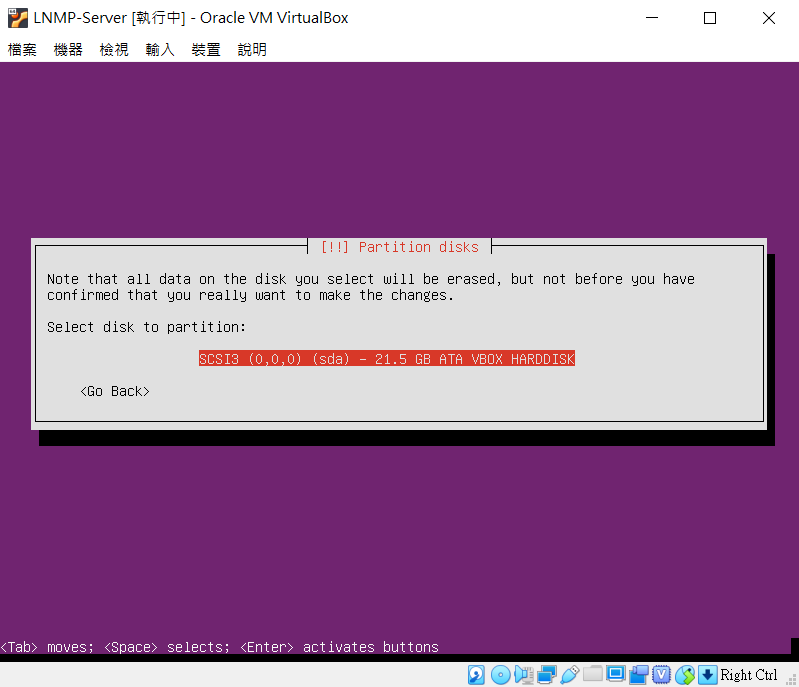 LNMP-Server [執行中] - Oracle VM VirtualBox
檔案 機器 檢視 輸入 裝置 說明
[!!] Partition disks
Note that all data on the disk you select will be erased, but not before you have
confirmed that you really want to make the changes.
Select disk to partition:
SCSI3 (0,0,0) (sda) - 21.5 GB ATA VBOX HARDDISK
<Go Back>
<Tab> moves; <Space> selects; <Enter> activates buttons
Right Ctrl